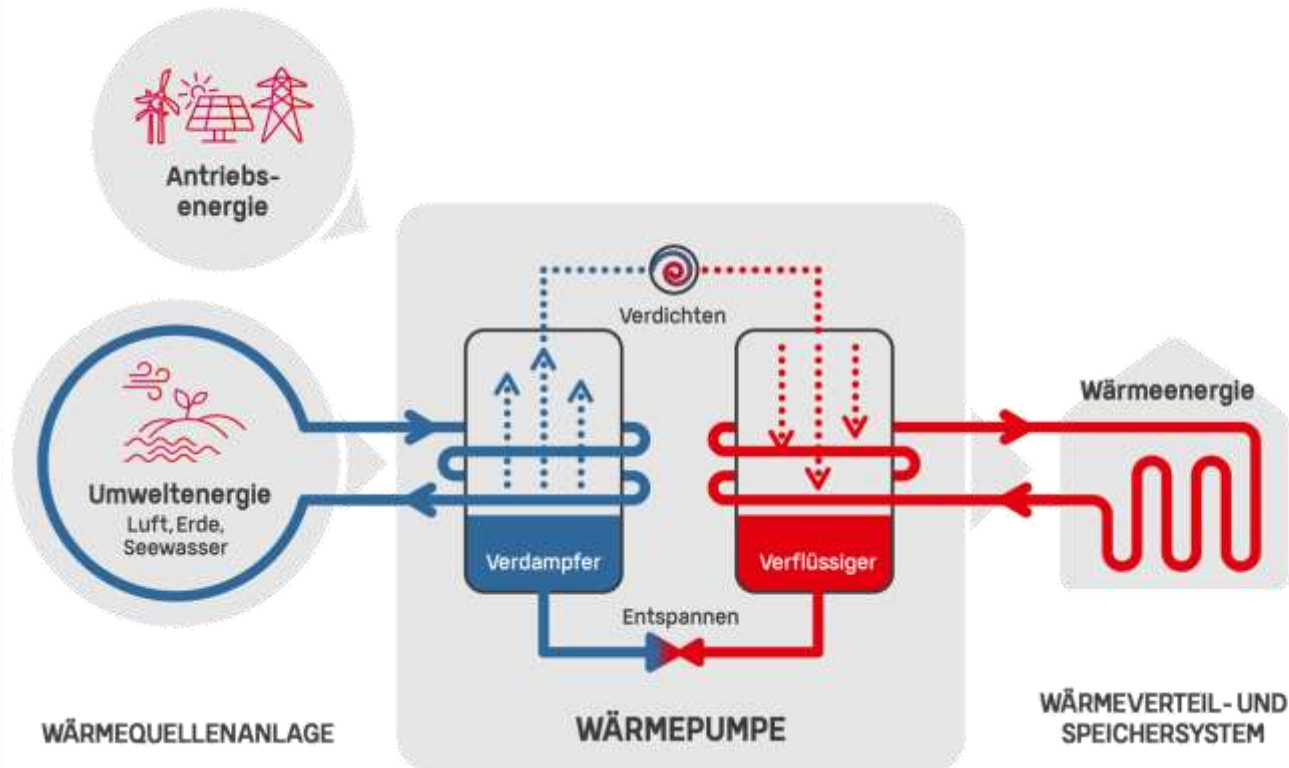 Antriebs-
energie
Verdichten
Umweltenergie
Luft, Erde,
Seewasser
Verdampfer
Verflüssiger
Wärmeenergie
Entspannen
WÄRMEQUELLENANLAGE
WÄRMEPUMPE
WÄRMEVERTEIL- UND
SPEICHERSYSTEM